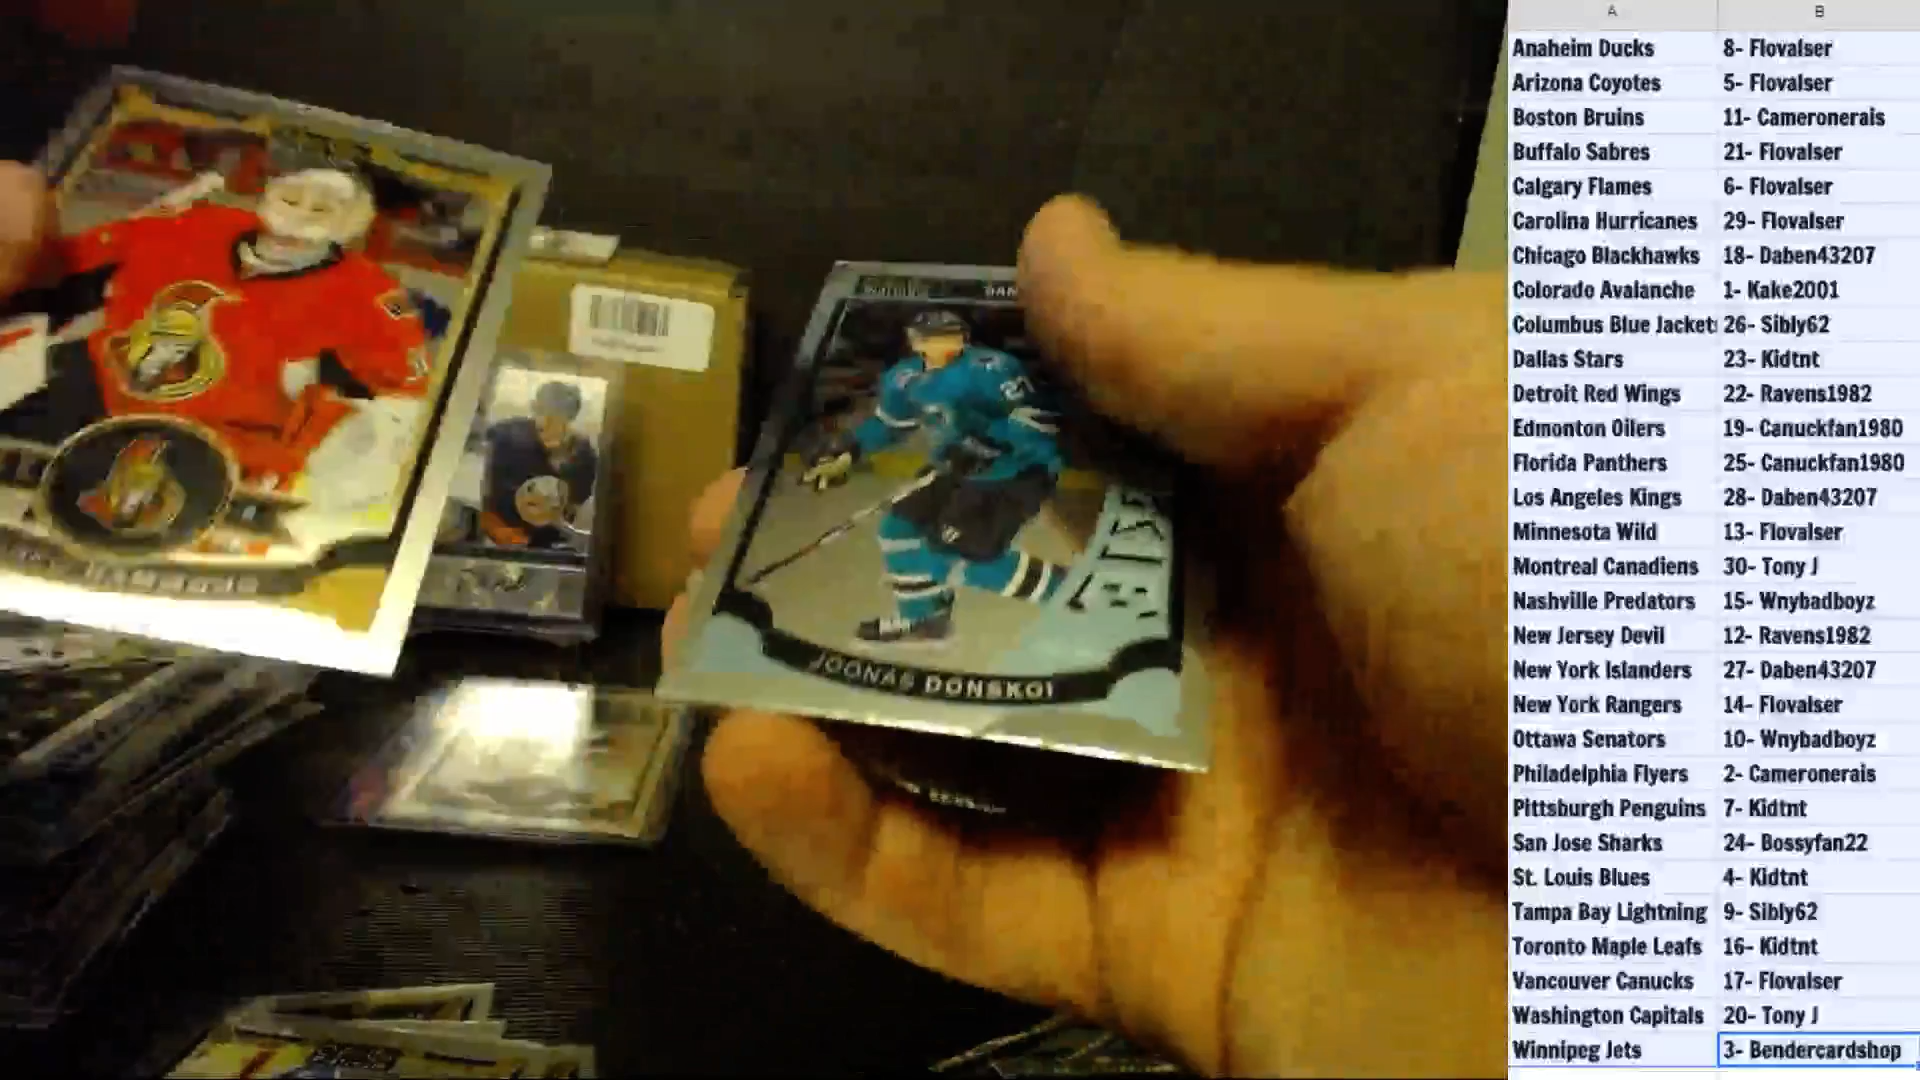 A B
Anaheim Ducks 8- Flovalser
Arizona Coyotes 5- Flovalser
Boston Bruins 11- Cameronerais
Buffalo Sabres 21- Flovalser
Calgary Flames 6- Flovalser
Carolina Hurricanes 29- Flovalser
Chicago Blackhawks 18- Daben43207
Colorado Avalanche 1- Kake2001
Columbus Blue Jacket 26- Sibly62
Dallas Stars 23- Kidtnt
Detroit Red Wings 22- Ravens1982
Edmonton Oilers 19- Canuckfan1980
Florida Panthers 25- Canuckfan1980
Los Angeles Kings 28- Daben43207
Minnesota Wild 13- Flovalser
Montreal Canadiens 30- Tony J
Nashville Predators 15- Wnybadboyz
New Jersey Devil 12- Ravens1982
New York Islanders 27- Daben43207
New York Rangers 14- Flovalser
Ottawa Senators 10- Wnybadboyz
Philadelphia Flyers 2- Cameronerais
Pittsburgh Penguins 7- Kidtnt
San Jose Sharks 24- Bossyfan22
St. Louis Blues 4- Kidtnt
Tampa Bay Lightning 9- Sibly62
Toronto Maple Leafs 16- Kidtnt
Vancouver Canucks 17- Flovalser
Washington Capitals 20- Tony J
Winnipeg Jets 3- Bendercardshop
27
JOONAS DONSKOI